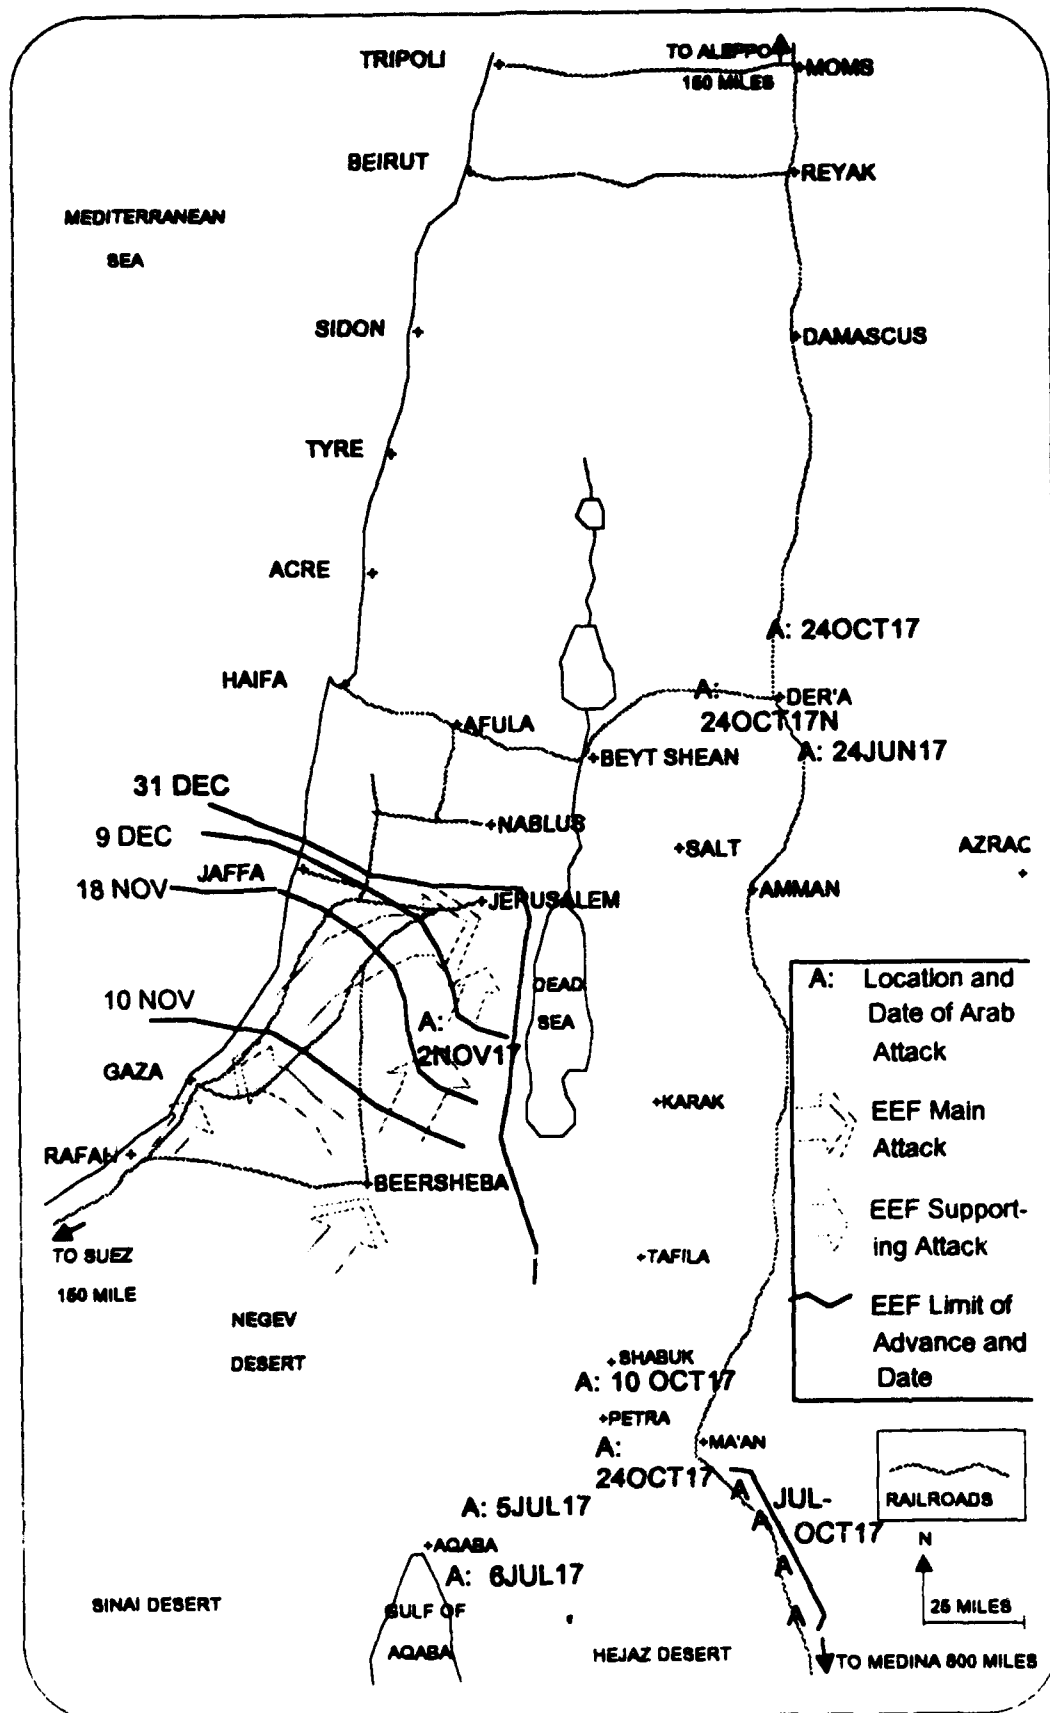 TRIPOLI
TO ALEPPO
150 MILES
MOMS
BEIRUT
REYAK
MEDITERRANEAN
SEA
SIDON
DAMASCUS
TYRE
ACRE
A: 24OCT17
HAIFA
A:
24OCT17N
DER'A
AFULA
BEYT SHEAN
A: 24JUN17
31 DEC
9 DEC
NABLUS
SALT
AZRAC
18 NOV
JAFFA
JERUSALEM
AMMAN
10 NOV
DEAD
SEA
A:
2NOV17
GAZA
KARAK
RAFAH
BEERSHEBA
TO SUEZ
150 MILE
TAFILA
NEGEV
DESERT
SHABUK
A: 10 OCT17
PETRA
A:
24OCT17
MA'AN
A: 5JUL17
AQABA
A: 6JUL17
A
A
A
A
JUL-
OCT17
SINAI DESERT
GULF OF
AQABA
HEJAZ DESERT
TO MEDINA 800 MILES
A: Location and
Date of Arab
Attack
EEF Main
Attack
EEF Support-
ing Attack
EEF Limit of
Advance and
Date
RAILROADS
N
25 MILES